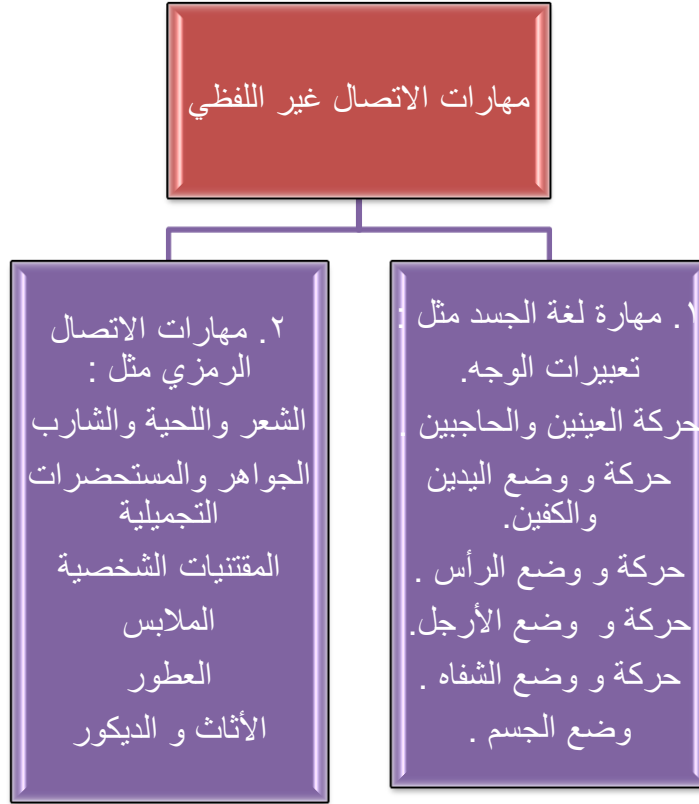 مهارات الاتصال غير اللفظي
١. مهارة لغة الجسد مثل :
تعبيرات الوجه.
حركة العينين والحاجبين .
حركة و وضع اليدين
والكفين.
حركة و وضع الرأس .
حركة و وضع الأرجل.
حركة و وضع الشفاه .
وضع الجسم .
٢. مهارات الاتصال
الرمزي مثل :
الشعر واللحية والشارب
الجواهر والمستحضرات
التجميلية
المقتنيات الشخصية
الملابس
العطور
الأثاث و الديكور